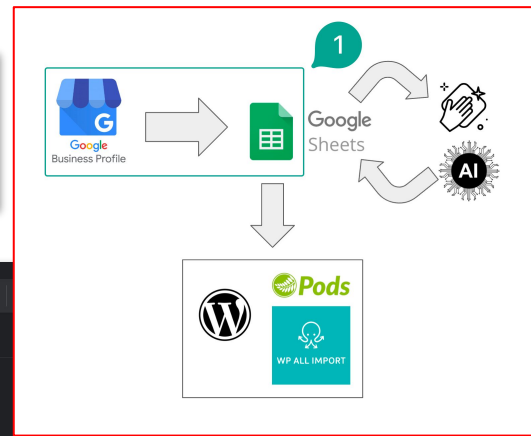 1
G
Google
Business Profile
Google
Sheets
AI
W
Pods
WP ALL IMPORT